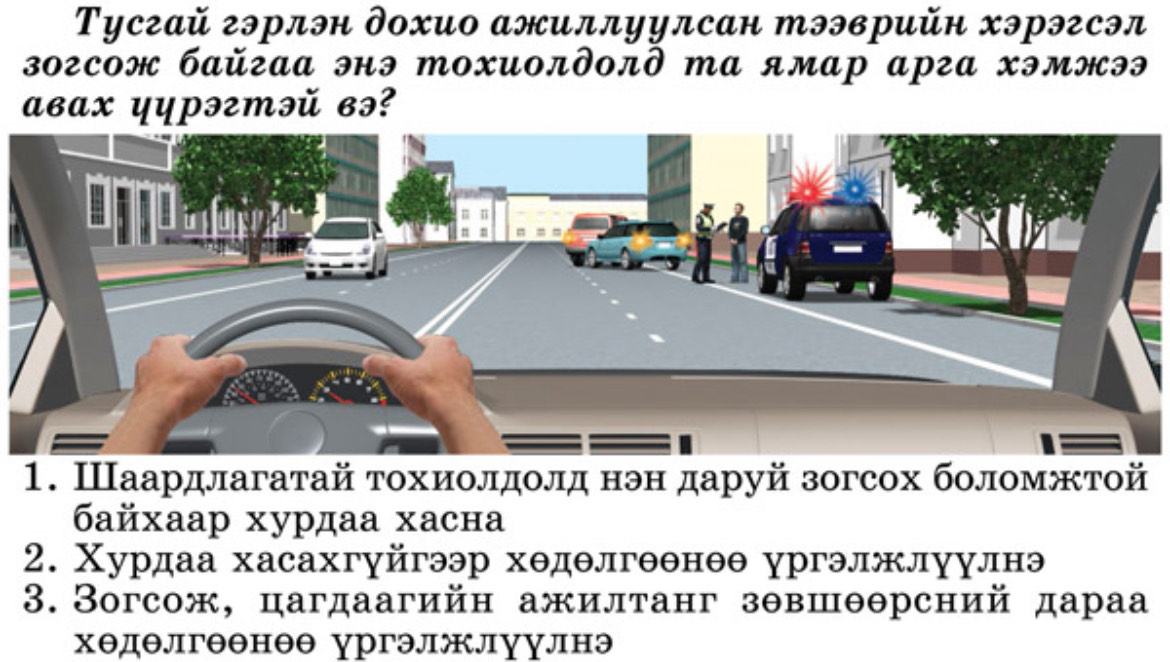 Тусгай гэрлэн дохио ажиллуулсан тээврийн хэрэгсэл
зогсож байгаа энэ тохиолдолд та ямар арга хэмжээ
авах үүрэгтэй вэ?
1. Шаардлагатай тохиолдолд нэн даруй зогсох боломжтой
байхаар хурдаа хасна
2. Хурдаа хасахгүйгээр хөдөлгөөнөө үргэлжлүүлнэ
3. Зогсож, цагдаагийн ажилтанг зөвшөөрсний дараа
хөдөлгөөнөө үргэлжлүүлнэ